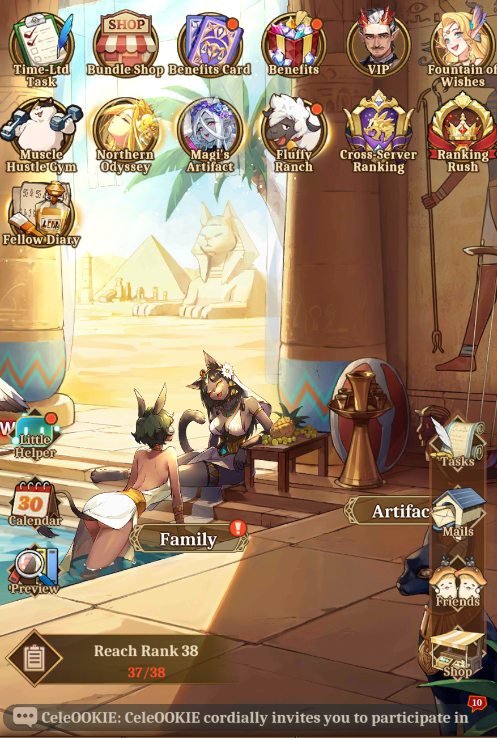 SHOP
Time-Ltd Task
Bundle Shop
Benefits Card
Benefits
VIP
Fountain of Wishes
Muscle Hustle Gym
Northern Odyssey
Magi's Artifact
Fluffy Ranch
Cross-Server Ranking
Ranking Rush
Fellow Diary
W
Little Helper
Tasks
30
Calendar
Artifac
Mails
Family
!
Preview
Friends
Reach Rank 38
37/38
Shop
10
CeleOOKIE: CeleOOKIE cordially invites you to participate in